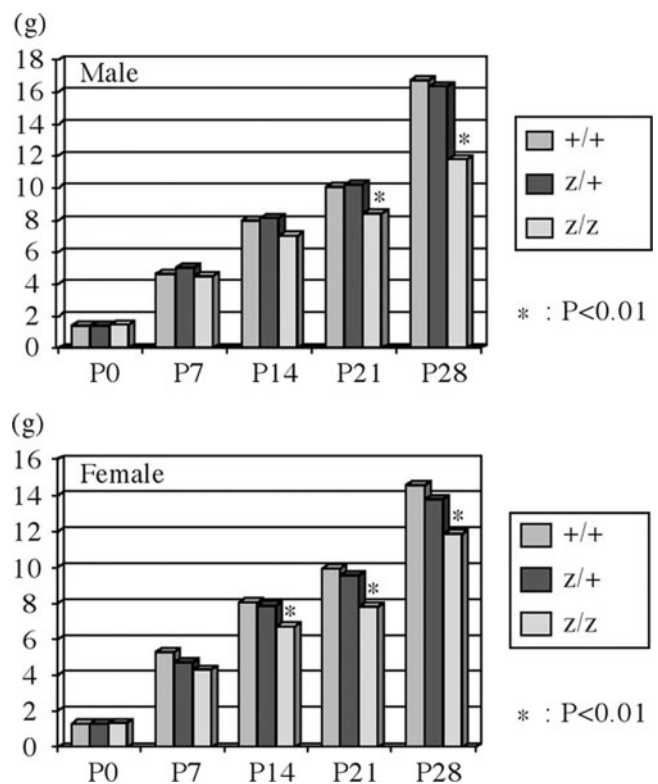 (g)
18
16
14
12
10
8
6
4
2
0
Male
*
*
P0 P7 P14 P21 P28
+/+
z/+
z/z
* : P<0.01
(g)
16
14
12
10
8
6
4
2
0
Female
*
*
*
P0 P7 P14 P21 P28
+/+
z/+
z/z
* : P<0.01